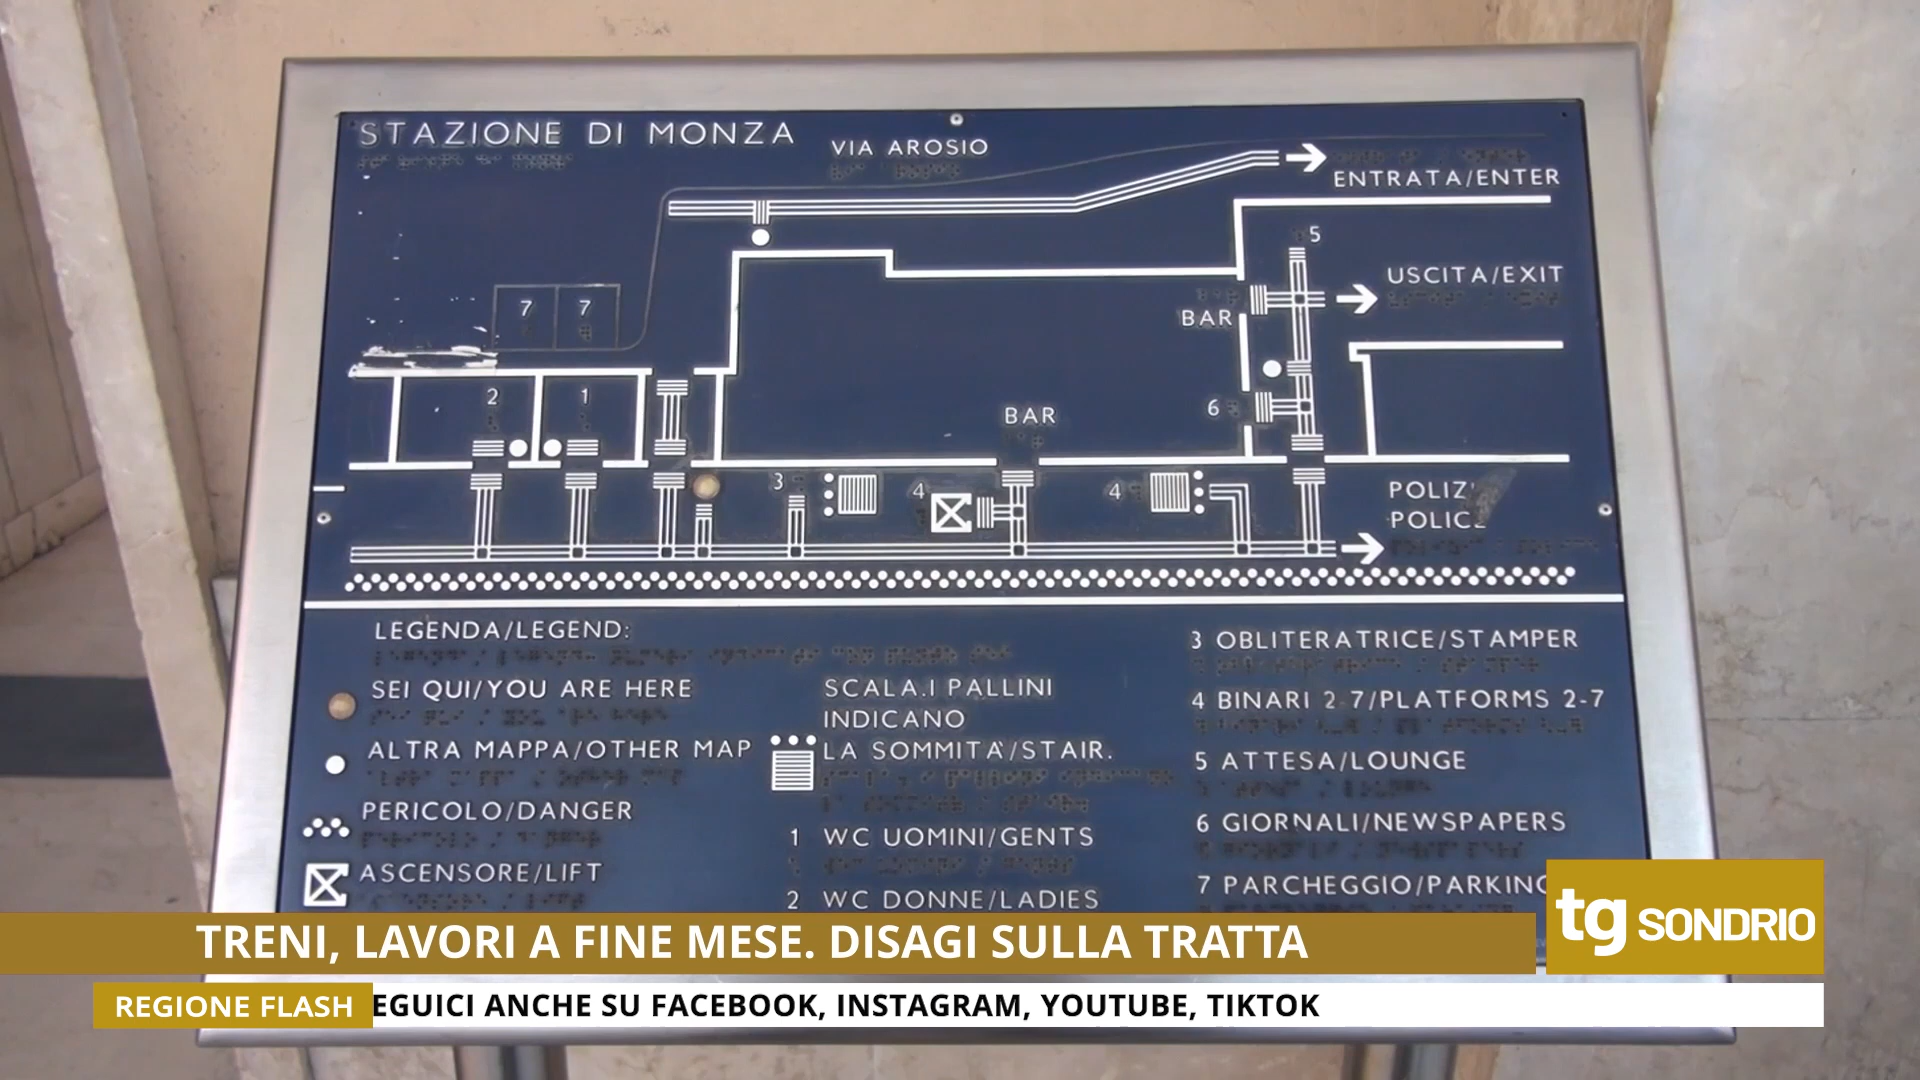 STAZIONE DI MONZA
VIA AROSIO
ENTRATA/ENTER
5
USCITA/EXIT
7
7
BAR
2
1
6
BAR
3
4
4
POLICE
LEGENDA/LEGEND:
SEI QUI/YOU ARE HERE
ALTRA MAPPA/OTHER MAP
PERICOLO/DANGER
ASCENSORE/LIFT
SCALA.I PALLINI
INDICANO
LA SOMMITA'/STAIR.
1 WC UOMINI/GENTS
2 WC DONNE/LADIES
3 OBLITERATRICE/STAMPER
4 BINARI 2-7/PLATFORMS 2-7
5 ATTESA/LOUNGE
6 GIORNALI/NEWSPAPERS
7 PARCHEGGIO/PARKING
TRENI, LAVORI A FINE MESE. DISAGI SULLA TRATTA
tg SONDRIO
REGIONE FLASH
EGUICI ANCHE SU FACEBOOK, INSTAGRAM, YOUTUBE, TIKTOK